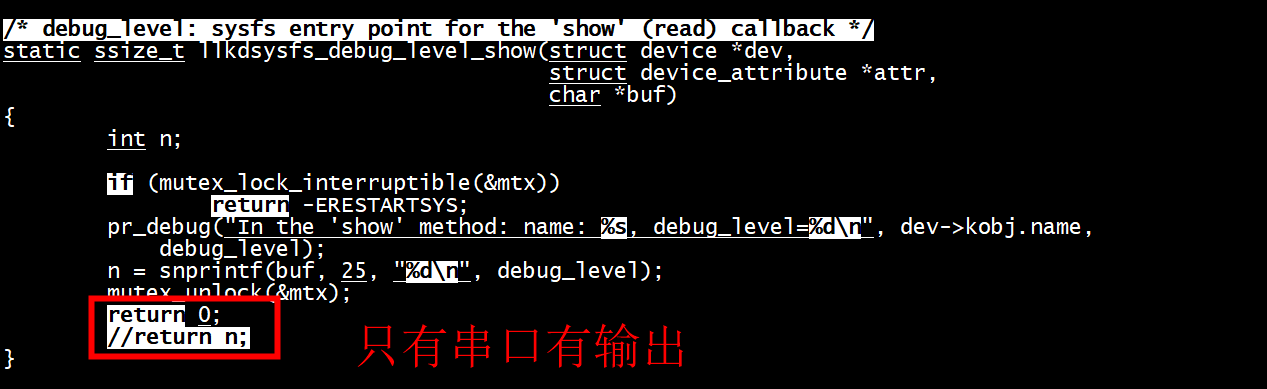 /* debug_level: sysfs entry point for the 'show' (read) callback */
static ssize_t llkdsysfs_debug_level_show(struct device *dev,
                                          struct device_attribute *attr,
                                          char *buf)
{
        int n;

        if (mutex_lock_interruptible(&mtx))
                return -ERESTARTSYS;
        pr_debug("In the 'show' method: name: %s, debug_level=%d\n", dev->kobj.name,
            debug_level);
        n = snprintf(buf, 25, "%d\n", debug_level);
        mutex_unlock(&mtx);
        return 0;
        //return n;
只有串口有输出
}